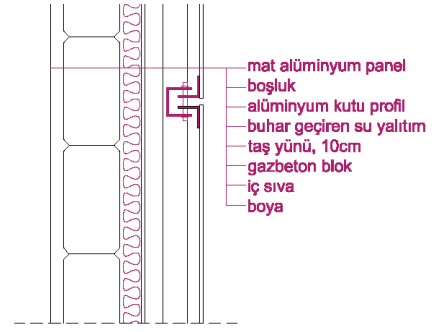 mat alüminyum panel
boşluk
alüminyum kutu profil
buhar geçiren su yalıtım
taş yünü, 10cm
gazbeton blok
iç sıva
boya